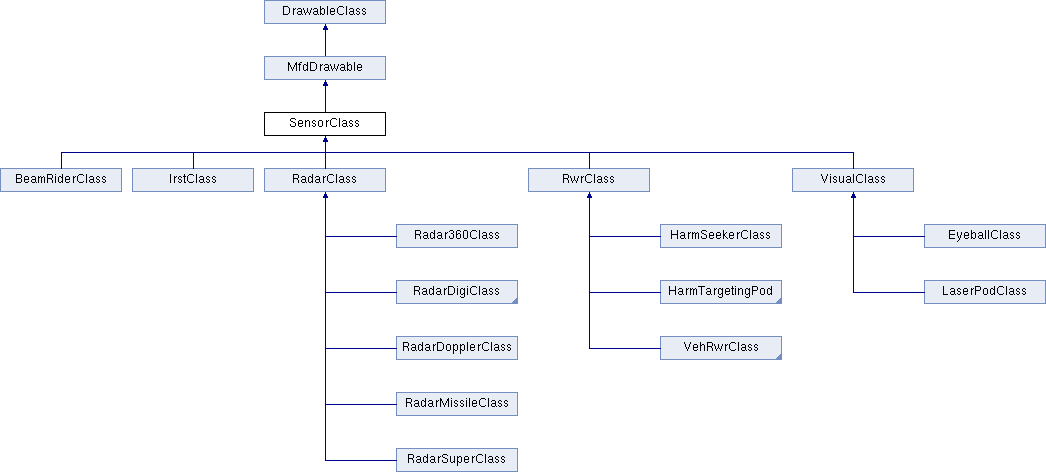 DrawableClass
MfdDrawable
SensorClass
BeamRiderClass
IrstClass
RadarClass
RwrClass
VisualClass
Radar360Class
HarmSeekerClass
EyeballClass
RadarDigiClass
HarmTargetingPod
LaserPodClass
RadarDopplerClass
VehRwrClass
RadarMissileClass
RadarSuperClass